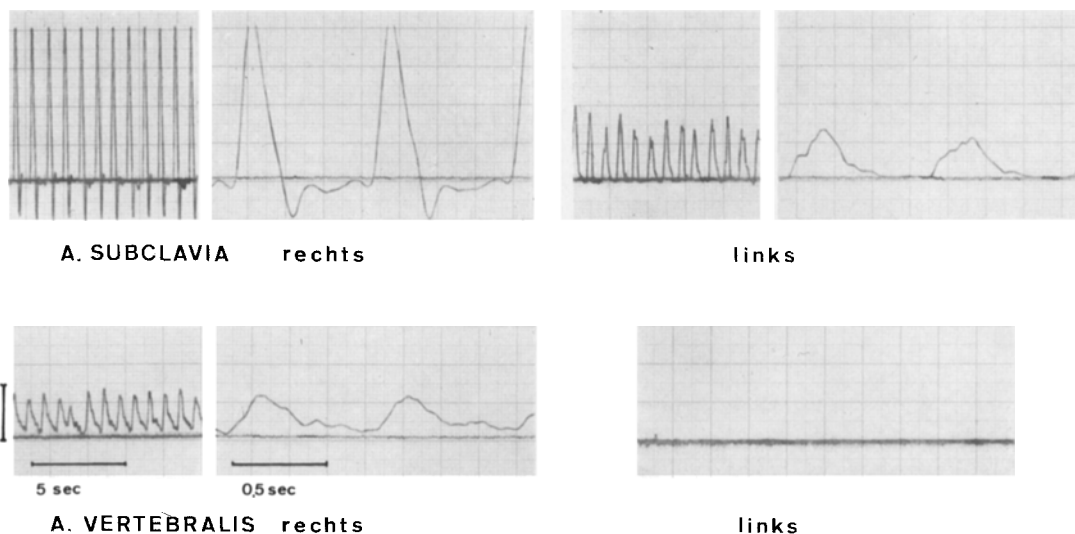 A. SUBCLAVIA rechts
links
5 sec
0,5 sec
A. VERTEBRALIS rechts
links